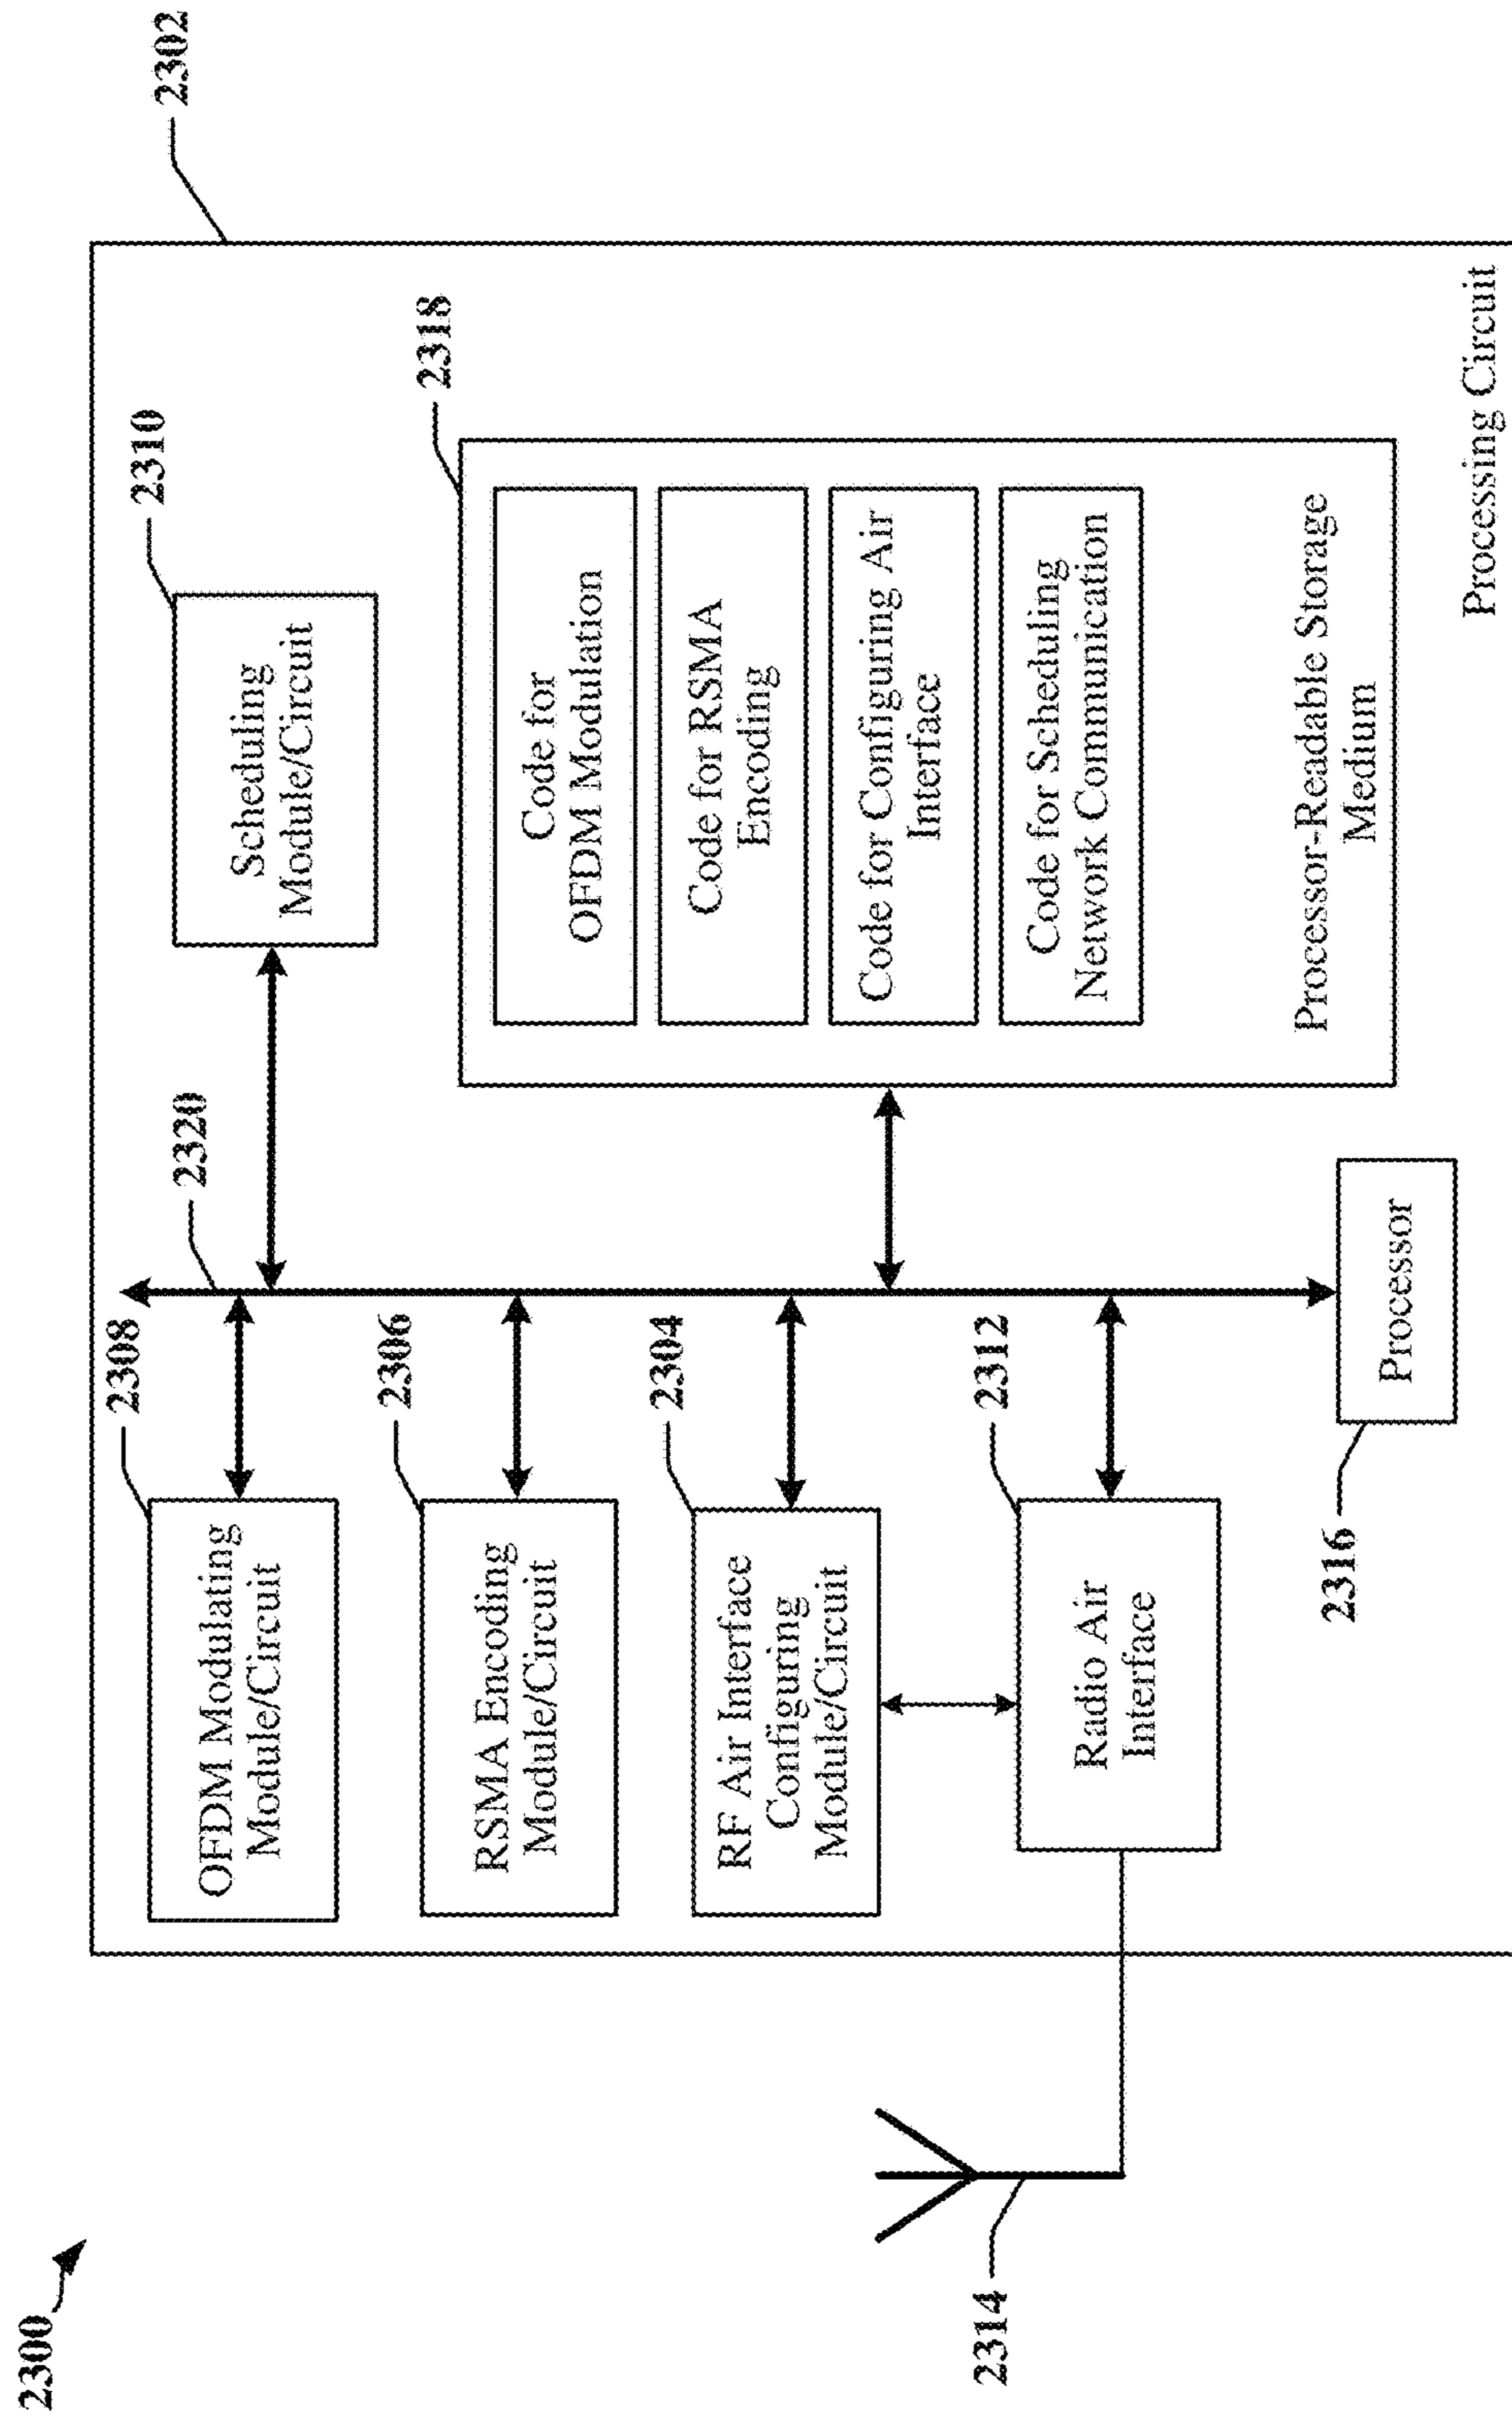 2300
2302
2308
OFDM Modulating
Module/Circuit
2320
2310
Scheduling
Module/Circuit
2306
RSMA Encoding
Module/Circuit
2304
RF Air Interface
Configuring
Module/Circuit
2312
Radio Air
Interface
2314
2316
Processor
2318
Code for
OFDM Modulation
Code for RSMA
Encoding
Code for Configuring Air
Interface
Code for Scheduling
Network Communication
Processor-Readable Storage
Medium
Processing Circuit